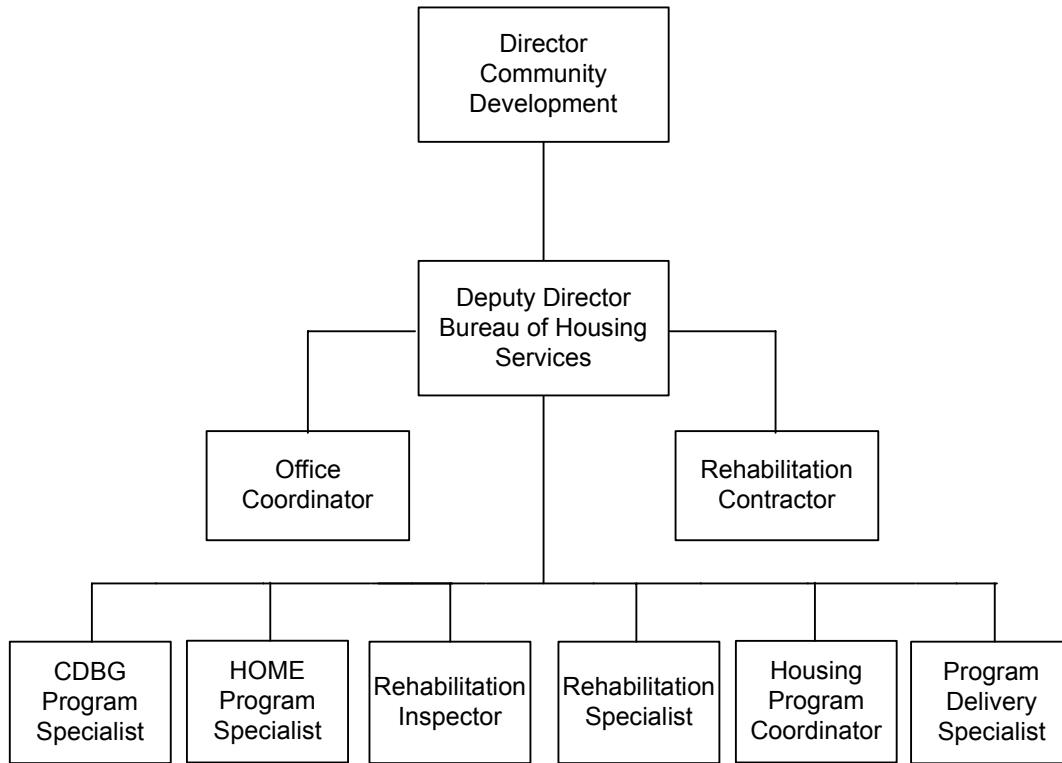 Director
Community
Development
Deputy Director
Bureau of Housing
Services
Office
Coordinator
Rehabilitation
Contractor
CDBG
Program
Specialist
HOME
Program
Specialist
Rehabilitation
Inspector
Rehabilitation
Specialist
Housing
Program
Coordinator
Program
Delivery
Specialist